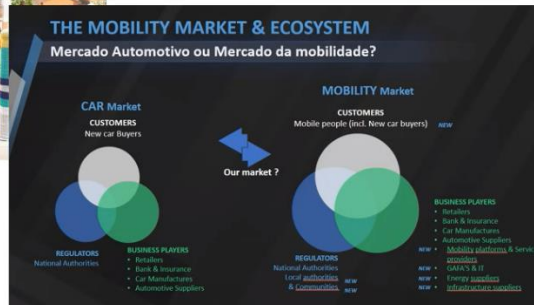 THE MOBILITY MARKET & ECOSYSTEM
Mercado Automotivo ou Mercado da mobilidade?
CAR Market
CUSTOMERS
New car Buyers
REGULATORS
National Authorities
BUSINESS PLAYERS
• Retailers
• Bank & Insurance
• Car Manufactures
• Automotive Suppliers
Our market ?
MOBILITY Market
CUSTOMERS
Mobile people (incl. New car buyers) NEW
REGULATORS
National Authorities
Local authorities NEW
& Communities NEW
BUSINESS PLAYERS
• Retailers
• Bank & Insurance
• Car Manufactures
• Automotive Suppliers
NEW • Mobility platforms & Servic
providers
NEW • GAFA'S & IT
NEW • Energy suppliers
NEW • Infrastructure suppliers